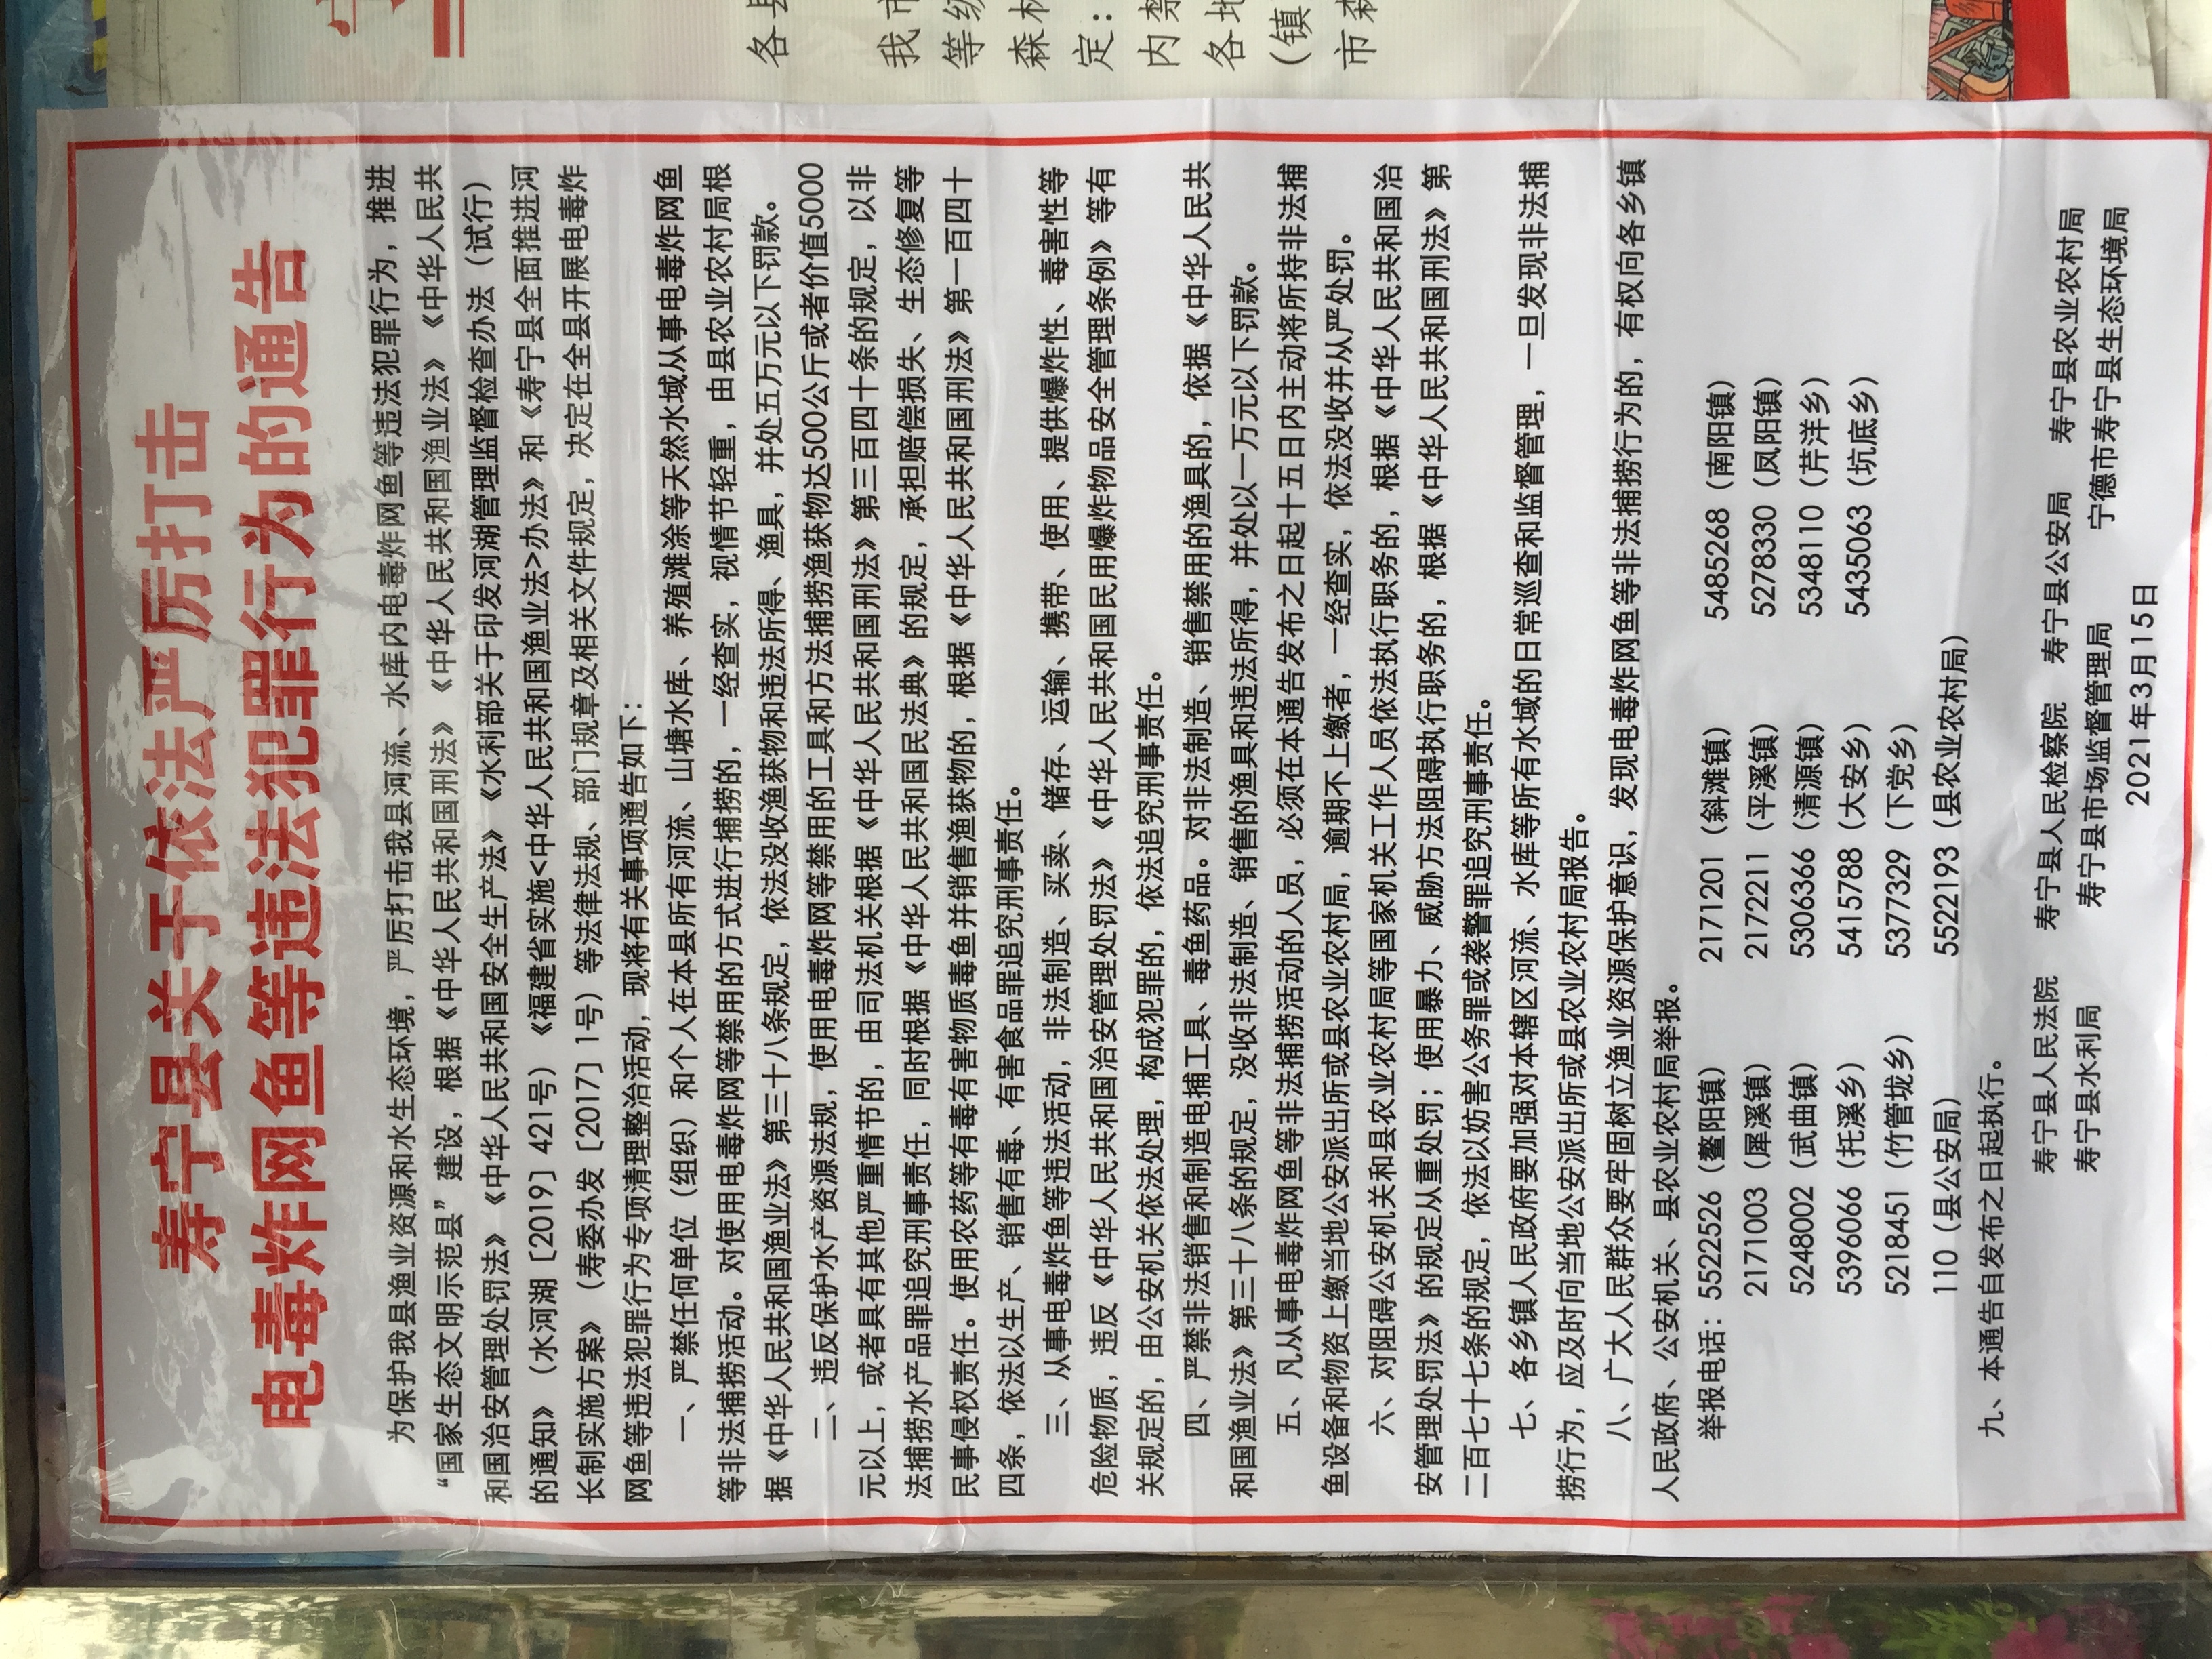 寿宁县关于依法严厉打击
电毒炸网鱼等违法犯罪行为的通告
为保护我县渔业资源和水生态环境，严厉打击我县河流、水库内电毒炸网鱼等违法犯罪行为，推进
“国家生态文明示范县”建设，根据《中华人民共和国刑法》《中华人民共和国渔业法》《中华人民共
和国治安管理处罚法》《中华人民共和国安全生产法》《水利部关于印发河湖管理监督检查办法（试行）
的通知》（水河湖［2019］421号）《福建省实施<中华人民共和国渔业法>办法》和《寿宁县全面推进河
长制实施方案》（寿委办发［2017］1号）等法律法规、部门规章及相关文件规定，决定在全县开展电毒炸
网鱼等违法犯罪行为专项清理整治活动，现将有关事项通告如下：
一、严禁任何单位（组织）和个人在本县所有河流、山塘水库、养殖滩涂等天然水域从事电毒炸网鱼
等非法捕捞活动。对使用电毒炸网等禁用的方式进行捕捞的，一经查实，视情节轻重，由县农业农村局根
据《中华人民共和国渔业法》第三十八条规定，依法没收渔获物和违法所得、渔具，并处五万元以下罚款。
二、违反保护水产资源法规，使用电毒炸网等禁用的工具和方法捕捞渔获物达500公斤或者价值5000
元以上，或者具有其他严重情节的，由司法机关根据《中华人民共和国刑法》第三百四十条的规定，以非
法捕捞水产品罪追究刑事责任，同时根据《中华人民共和国民法典》的规定，承担赔偿损失、生态修复等
民事侵权责任。使用农药等有毒有害物质毒鱼并销售渔获物的，根据《中华人民共和国刑法》第一百四十
四条，依法以生产、销售有毒、有害食品罪追究刑事责任。
三、从事电毒炸鱼等违法活动，非法制造、买卖、储存、运输、携带、使用、提供爆炸性、毒害性等
危险物质，违反《中华人民共和国治安管理处罚法》《中华人民共和国民用爆炸物品安全管理条例》等有
关规定的，由公安机关依法处理，构成犯罪的，依法追究刑事责任。
四、严禁非法销售和制造电捕工具、毒鱼药品。对非法制造、销售禁用的渔具的，依据《中华人民共
和国渔业法》第三十八条的规定，没收非法制造、销售的渔具和违法所得，并处以一万元以下罚款。
五、凡从事电毒炸网鱼等非法捕捞活动的人员，必须在本通告发布之日起十五日内主动将所持非法捕
鱼设备和物资上缴当地公安派出所或县农业农村局，逾期不上缴者，一经查实，依法没收并从严处罚。
六、对阻碍公安机关和县农业农村局等国家机关工作人员依法执行职务的，根据《中华人民共和国治
安管理处罚法》的规定从重处罚；使用暴力、威胁方法阻碍执行职务的，根据《中华人民共和国刑法》第
二百七十七条的规定，依法以妨害公务罪或袭警罪追究刑事责任。
七、各乡镇人民政府要加强对本辖区河流、水库等所有水域的日常巡查和监督管理，一旦发现非法捕
捞行为，应及时向当地公安派出所或县农业农村局报告。
八、广大人民群众要牢固树立渔业资源保护意识，发现电毒炸网鱼等非法捕捞行为的，有权向各乡镇
人民政府、公安机关、县农业农村局举报。
举报电话：5522526（鳌阳镇） 2171201（斜滩镇） 5485268（南阳镇）
2171003（犀溪镇） 2172211（平溪镇） 5278330（凤阳镇）
5248002（武曲镇） 5306366（清源镇） 5348110（芹洋乡）
5396066（托溪乡） 5415788（大安乡） 5435063（坑底乡）
5218451（竹管垅乡） 5377329（下党乡）
110（县公安局） 5522193（县农业农村局）
九、本通告自发布之日起执行。
寿宁县人民法院 寿宁县人民检察院 寿宁县公安局 寿宁县农业农村局
寿宁县水利局 寿宁县市场监督管理局 宁德市寿宁县生态环境局
2021年3月15日
各县
我市
等级
森林
定：
内禁
各地
（镇
市森